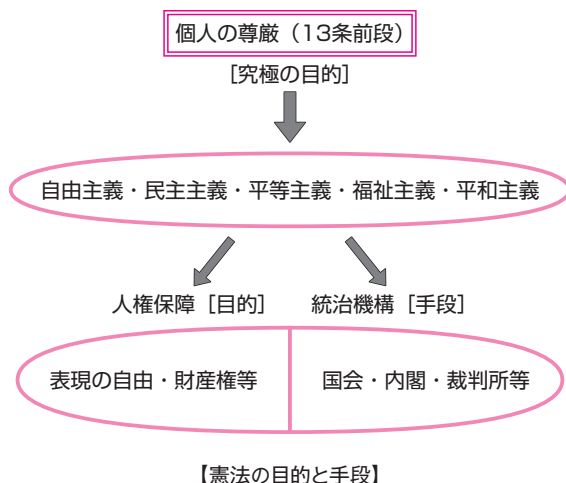 個人の尊厳（13条前段）
［究極の目的］
自由主義・民主主義・平等主義・福祉主義・平和主義
人権保障［目的］ 統治機構［手段］
表現の自由・財産権等 国会・内閣・裁判所等
【憲法の目的と手段】